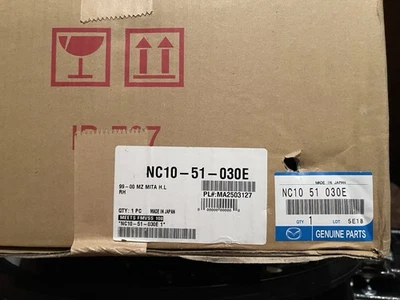 NC10-51-030E
PL#:MA2503127
99-00 MZ MITA H.L
RH
QTY: 1 PC MADE IN JAPAN
MEETS FMVSS 108
"NC10-51-030E 1"
MADE IN JAPAN
NC10 51 030E
QTY 1 LOT 5E18
GENUINE PARTS